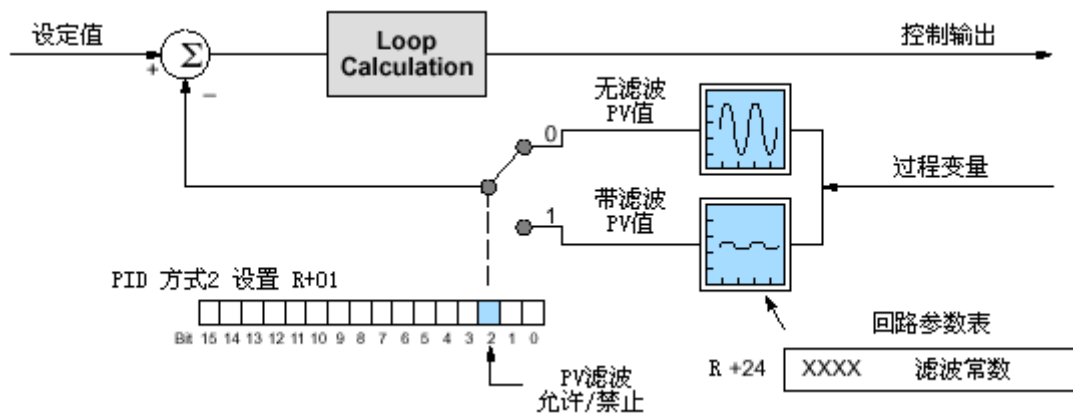 设定值
+
Σ
−
Loop
Calculation
控制输出
无滤波
PV值
0
过程变量
带滤波
PV值
1
PID 方式2 设置 R+01
Bit 15 14 13 12 11 10 9 8 7 6 5 4 3 2 1 0
PV滤波
允许/禁止
回路参数表
R +24 XXXX 滤波常数